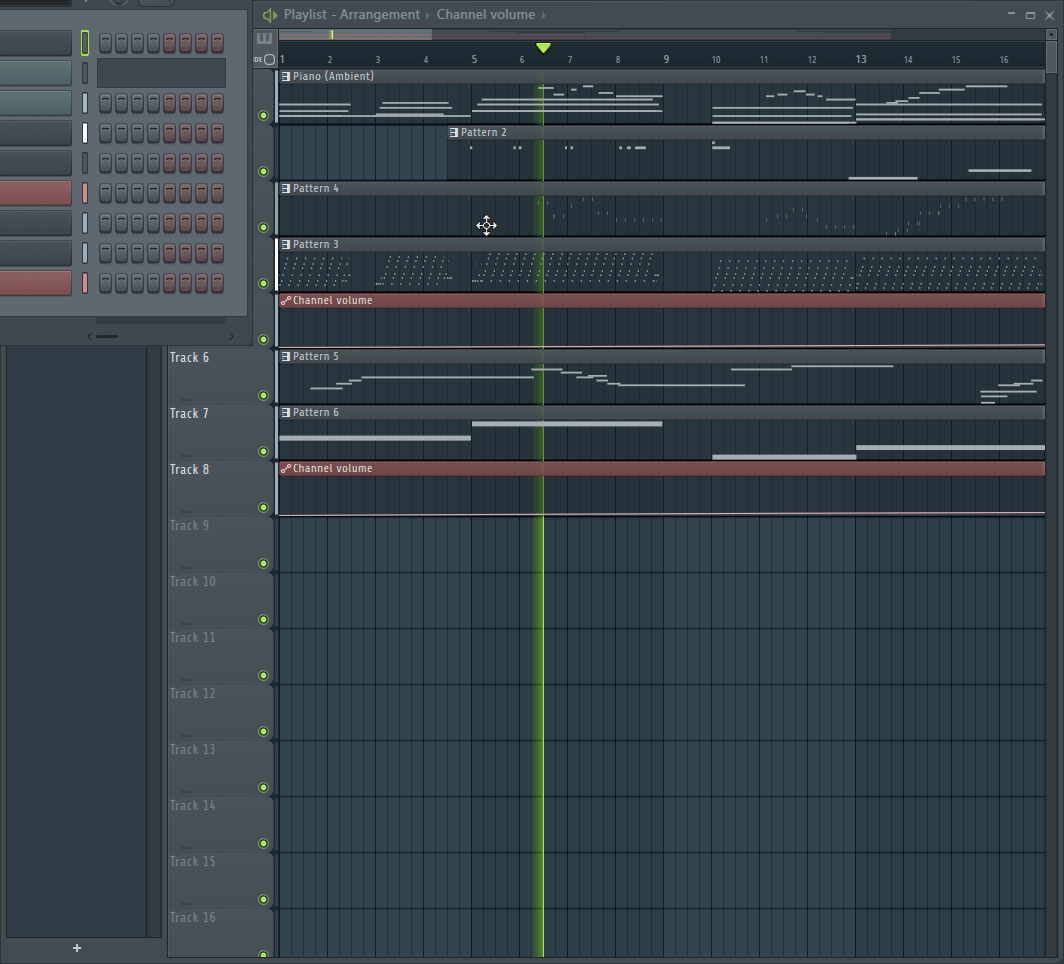 Playlist - Arrangement › Channel volume ›
1 2 3 4 5 6 7 8 9 10 11 12 13 14 15 16
Piano (Ambient)
Pattern 2
Pattern 4
Pattern 3
Channel volume
Track 6 Pattern 5
...
Track 7 Pattern 6
...
Track 8 Channel volume
...
Track 9
...
Track 10
...
Track 11
...
Track 12
...
Track 13
...
Track 14
...
Track 15
...
Track 16